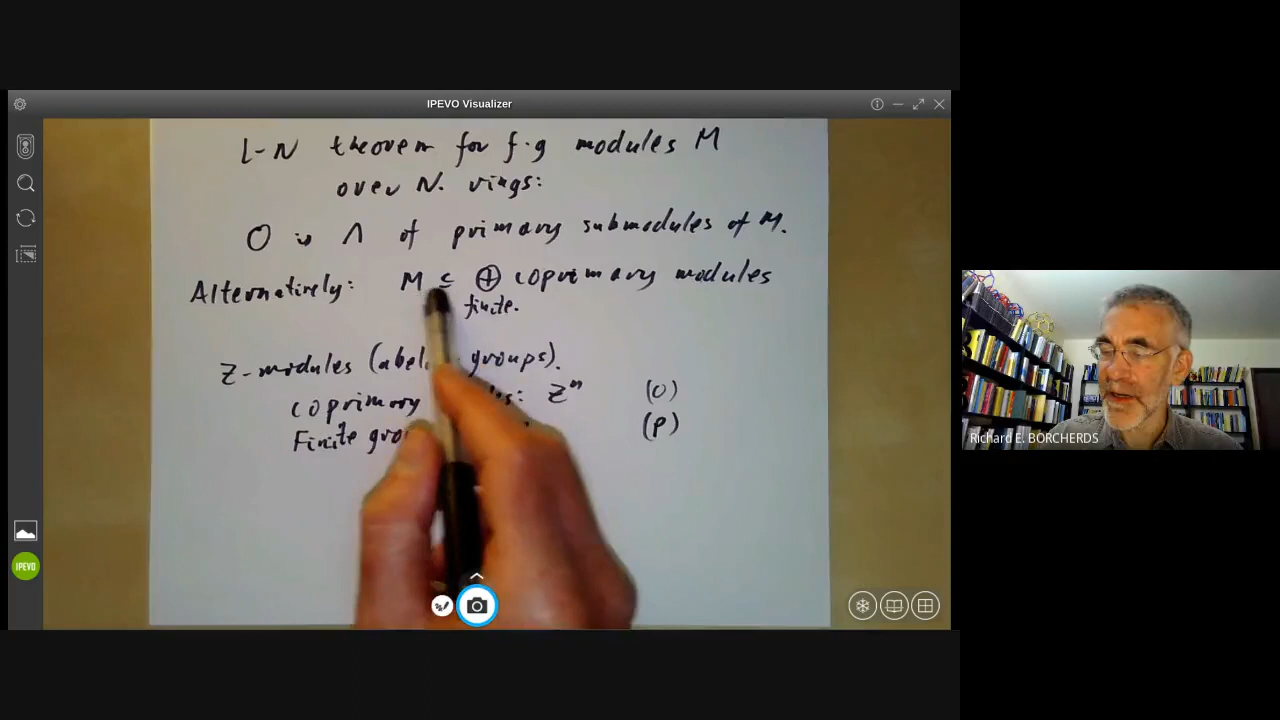 IPEVO Visualizer
L-N theorem for f.g modules M
over N. rings:
O is ∩ of primary submodules of M.
Alternatively: M ⊆ ⊕ coprimary modules
finite.
Z-modules (abel groups).
coprimary : Zⁿ (0)
Finite (p)
Richard E. BORCHERDS
IPEVO